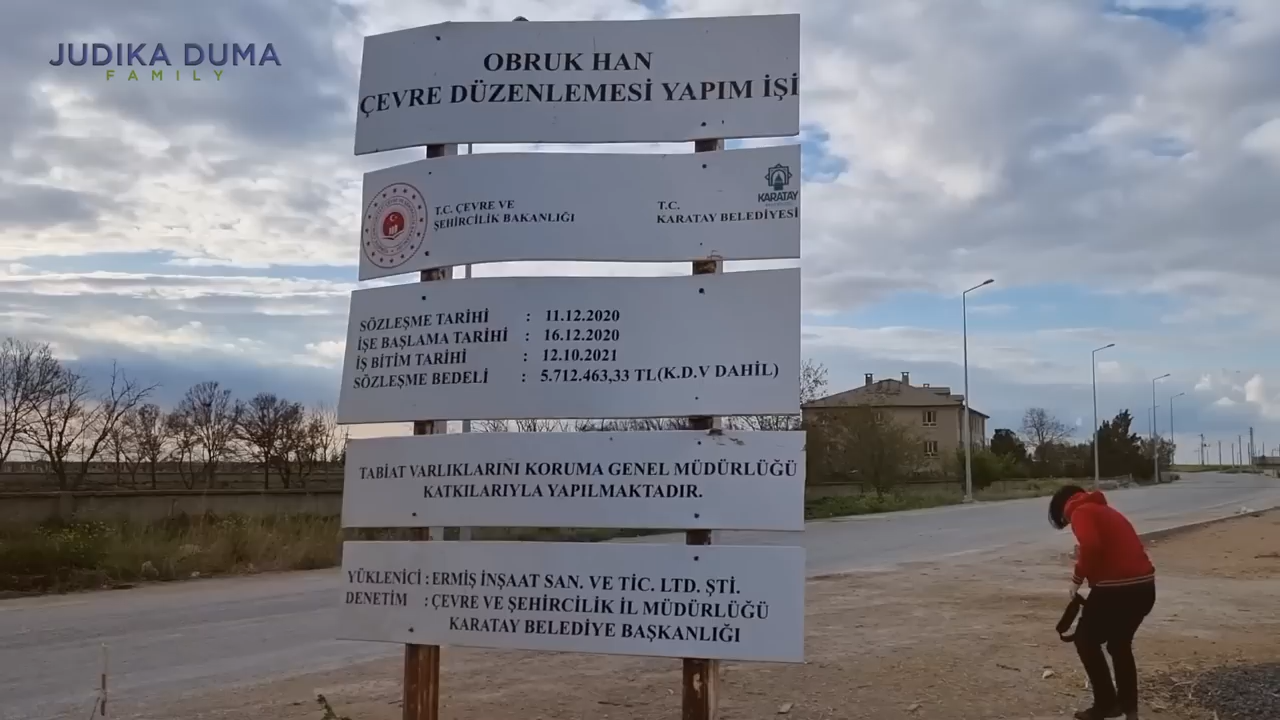 JUDIKA DUMA
FAMILY
OBRUK HAN
ÇEVRE DÜZENLEMESİ YAPIM İŞİ
T.C. ÇEVRE VE
ŞEHİRCİLİK BAKANLIĞI
KARATAY
T.C.
KARATAY BELEDİYESİ
SÖZLEŞME TARİHİ : 11.12.2020
İŞE BAŞLAMA TARİHİ : 16.12.2020
İŞ BİTİM TARİHİ : 12.10.2021
SÖZLEŞME BEDELİ : 5.712.463,33 TL(K.D.V DAHİL)
TABİAT VARLIKLARINI KORUMA GENEL MÜDÜRLÜĞÜ
KATKILARIYLA YAPILMAKTADIR.
YÜKLENİCİ : ERMİŞ İNŞAAT SAN. VE TİC. LTD. ŞTİ.
DENETİM : ÇEVRE VE ŞEHİRCİLİK İL MÜDÜRLÜĞÜ
KARATAY BELEDİYE BAŞKANLIĞI